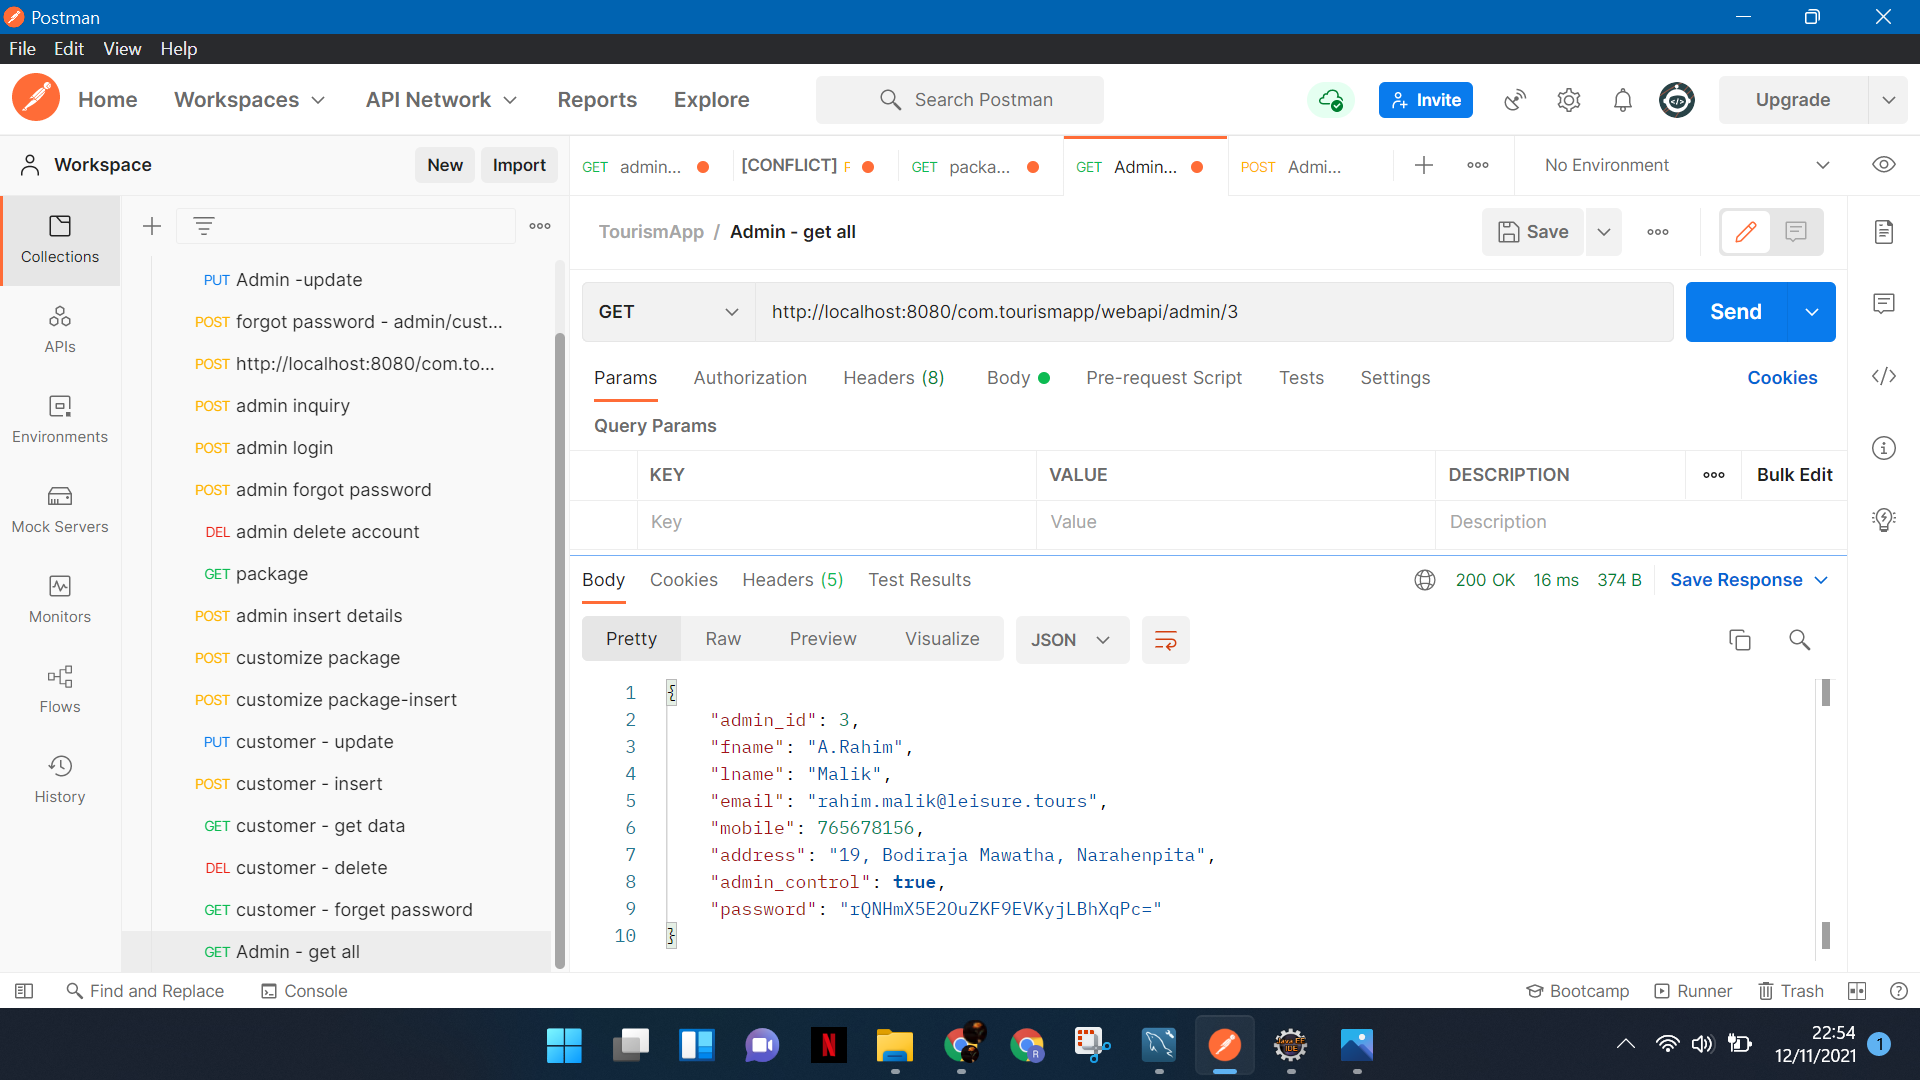 Postman
File Edit View Help
Home Workspaces API Network Reports Explore Search Postman Invite Upgrade
Workspace New Import
GET admin... [CONFLICT] GET packa... GET Admin... POST Admi... No Environment
Collections
APIs
Environments
Mock Servers
Monitors
Flows
History
PUT Admin -update
POST forgot password - admin/cust...
POST http://localhost:8080/com.to...
POST admin inquiry
POST admin login
POST admin forgot password
DEL admin delete account
GET package
POST admin insert details
POST customize package
POST customize package-insert
PUT customer - update
POST customer - insert
GET customer - get data
DEL customer - delete
GET customer - forget password
GET Admin - get all
TourismApp / Admin - get all Save
GET http://localhost:8080/com.tourismapp/webapi/admin/3 Send
Params Authorization Headers (8) Body Pre-request Script Tests Settings Cookies
Query Params
KEY VALUE DESCRIPTION Bulk Edit
Key Value Description
Body Cookies Headers (5) Test Results 200 OK 16 ms 374 B Save Response
Pretty Raw Preview Visualize JSON
1 {
2 "admin_id": 3,
3 "fname": "A.Rahim",
4 "lname": "Malik",
5 "email": "rahim.malik@leisure.tours",
6 "mobile": 765678156,
7 "address": "19, Bodiraja Mawatha, Narahenpita",
8 "admin_control": true,
9 "password": "rQNHmX5E2OuZKF9EVKyjLBhXqPc="
10 }
Find and Replace Console Bootcamp Runner Trash
22:54
12/11/2021 1